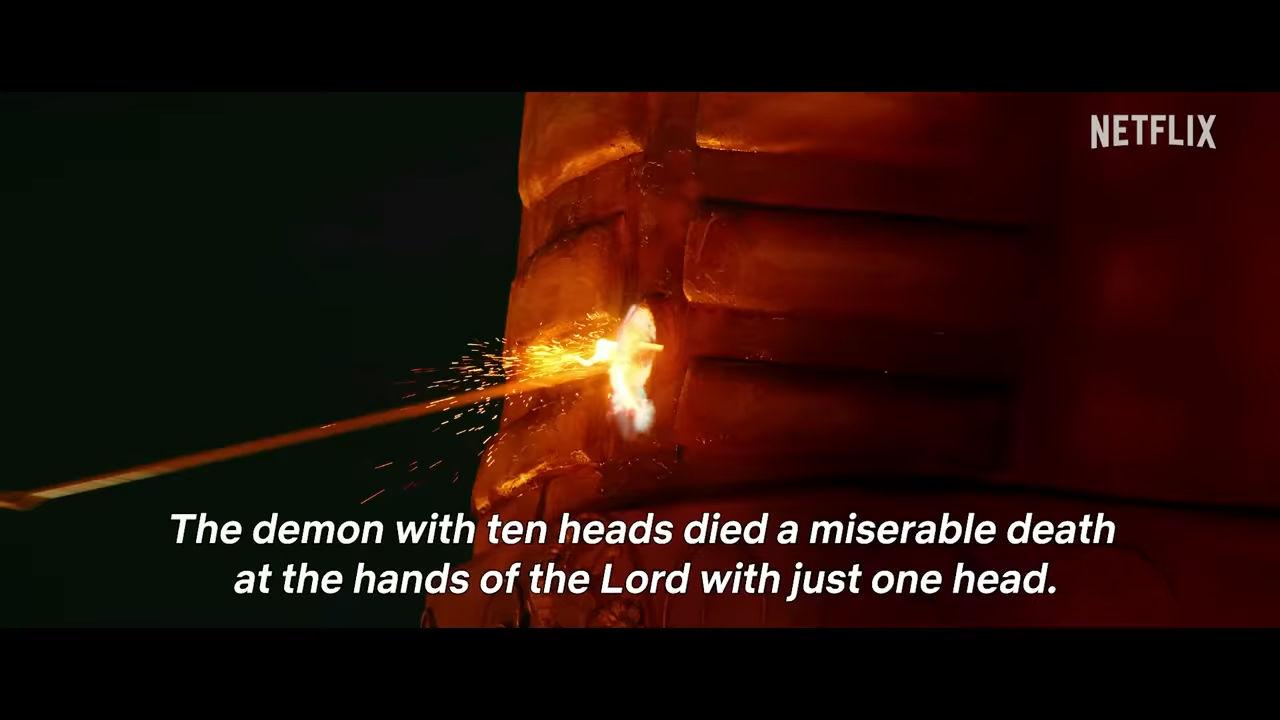 NETFLIX
The demon with ten heads died a miserable death
at the hands of the Lord with just one head.